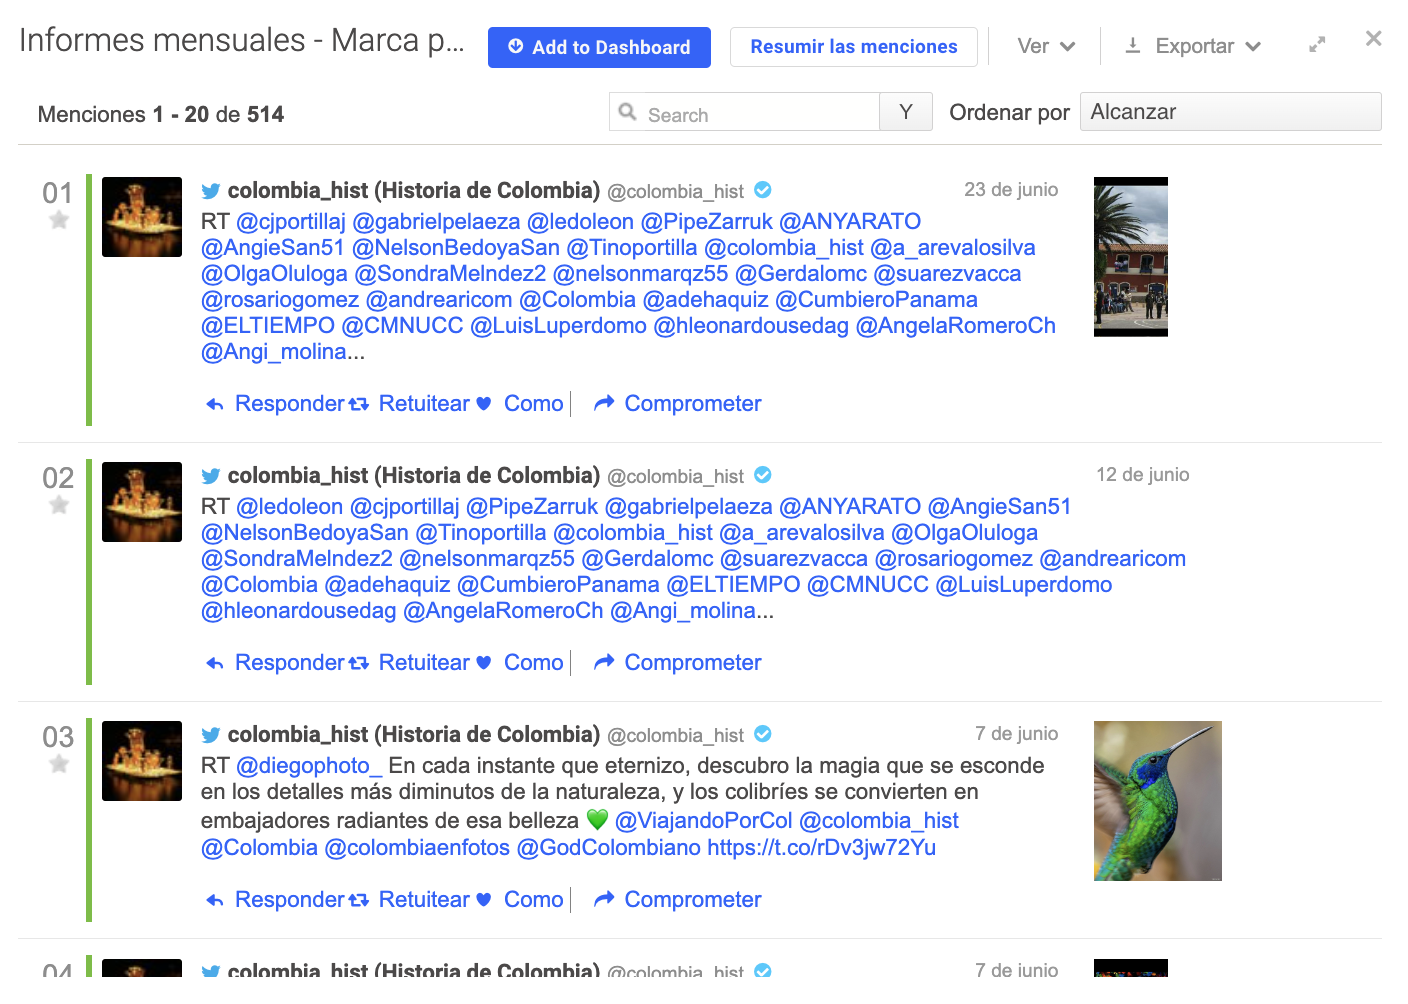 Informes mensuales - Marca p...
Add to Dashboard
Resumir las menciones
Ver
Exportar
Menciones 1 - 20 de 514
Search
Y
Ordenar por
Alcanzar
01
colombia_hist (Historia de Colombia) @colombia_hist
23 de junio
RT @cjportillaj @gabrielpelaeza @ledoleon @PipeZarruk @ANYARATO
@AngieSan51 @NelsonBedoyaSan @Tinoportilla @colombia_hist @a_arevalosilva
@OlgaOluloga @SondraMelndez2 @nelsonmarqz55 @Gerdalomc @suarezvacca
@rosariogomez @andrearicom @Colombia @adehaquiz @CumbieroPanama
@ELTIEMPO @CMNUCC @LuisLuperdomo @hleonardousedag @AngelaRomeroCh
@Angi_molina...
Responder Retuitear Como Comprometer
02
colombia_hist (Historia de Colombia) @colombia_hist
12 de junio
RT @ledoleon @cjportillaj @PipeZarruk @gabrielpelaeza @ANYARATO @AngieSan51
@NelsonBedoyaSan @Tinoportilla @colombia_hist @a_arevalosilva @OlgaOluloga
@SondraMelndez2 @nelsonmarqz55 @Gerdalomc @suarezvacca @rosariogomez @andrearicom
@Colombia @adehaquiz @CumbieroPanama @ELTIEMPO @CMNUCC @LuisLuperdomo
@hleonardousedag @AngelaRomeroCh @Angi_molina...
Responder Retuitear Como Comprometer
03
colombia_hist (Historia de Colombia) @colombia_hist
7 de junio
RT @diegophoto_ En cada instante que eternizo, descubro la magia que se esconde
en los detalles más diminutos de la naturaleza, y los colibríes se convierten en
embajadores radiantes de esa belleza 💚 @ViajandoPorCol @colombia_hist
@Colombia @colombiaenfotos @GodColombiano https://t.co/rDv3jw72Yu
Responder Retuitear Como Comprometer
04
colombia_hist (Historia de Colombia) @colombia_hist
7 de junio